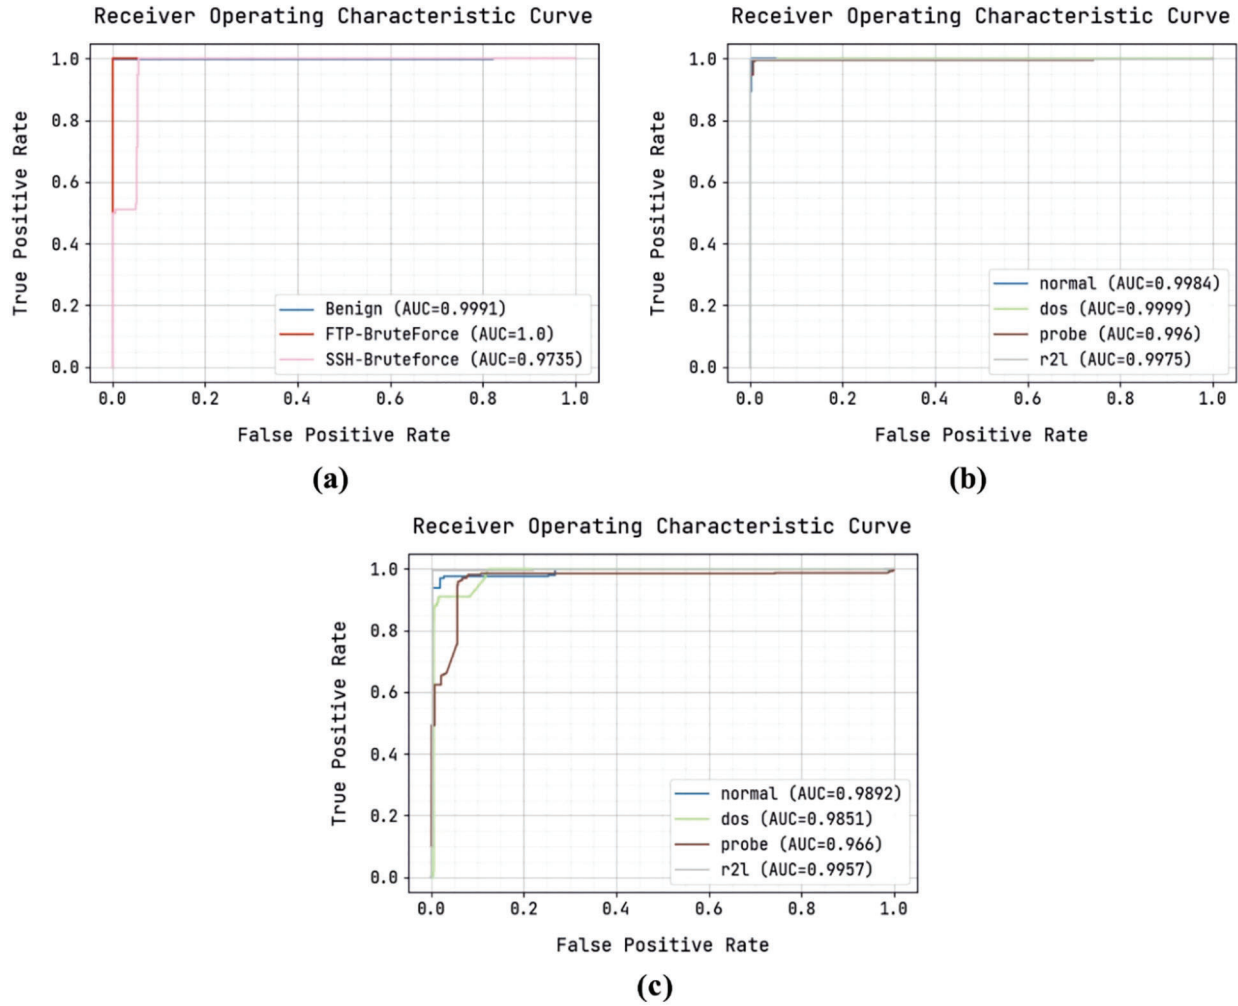 Receiver Operating Characteristic Curve
True Positive Rate
1.0
0.8
0.6
0.4
0.2
0.0
Benign (AUC=0.9991)
FTP-BruteForce (AUC=1.0)
SSH-Bruteforce (AUC=0.9735)
0.0 0.2 0.4 0.6 0.8 1.0
False Positive Rate
(a)
Receiver Operating Characteristic Curve
True Positive Rate
1.0
0.8
0.6
0.4
0.2
0.0
normal (AUC=0.9984)
dos (AUC=0.9999)
probe (AUC=0.996)
r2l (AUC=0.9975)
0.0 0.2 0.4 0.6 0.8 1.0
False Positive Rate
(b)
Receiver Operating Characteristic Curve
True Positive Rate
1.0
0.8
0.6
0.4
0.2
0.0
normal (AUC=0.9892)
dos (AUC=0.9851)
probe (AUC=0.966)
r2l (AUC=0.9957)
0.0 0.2 0.4 0.6 0.8 1.0
False Positive Rate
(c)